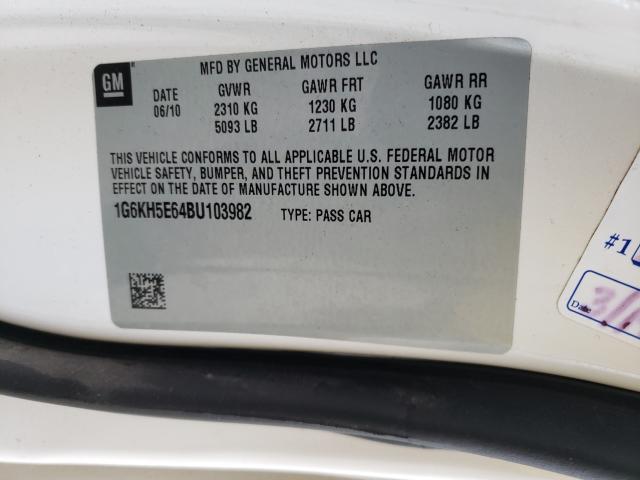 GM
MFD BY GENERAL MOTORS LLC
DATE GVWR GAWR FRT GAWR RR
06/10 2310 KG 1230 KG 1080 KG
5093 LB 2711 LB 2382 LB
THIS VEHICLE CONFORMS TO ALL APPLICABLE U.S. FEDERAL MOTOR
VEHICLE SAFETY, BUMPER, AND THEFT PREVENTION STANDARDS IN
EFFECT ON THE DATE OF MANUFACTURE SHOWN ABOVE.
1G6KH5E64BU103982 TYPE: PASS CAR
#1
Date